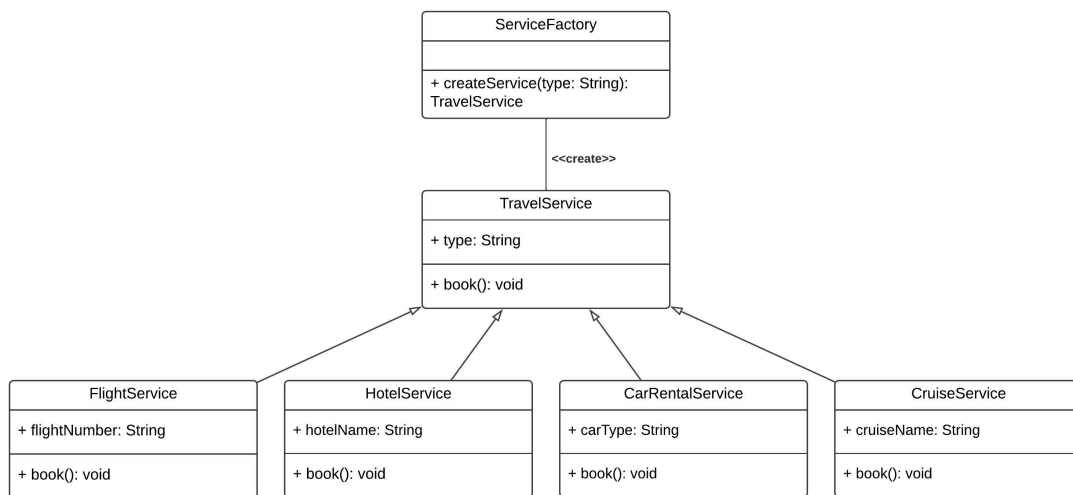 ServiceFactory
+ createService(type: String):
TravelService
<<create>>
TravelService
+ type: String
+ book(): void
FlightService
+ flightNumber: String
+ book(): void
HotelService
+ hotelName: String
+ book(): void
CarRentalService
+ carType: String
+ book(): void
CruiseService
+ cruiseName: String
+ book(): void